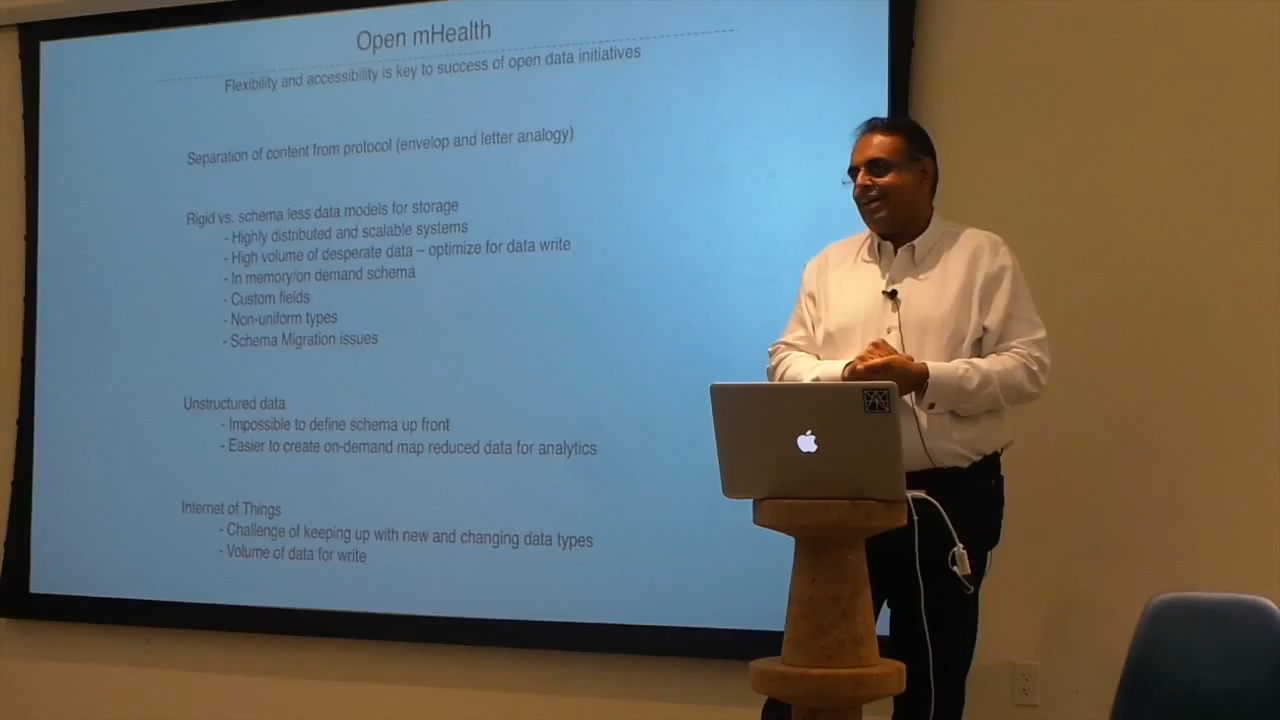 Open mHealth
Flexibility and accessibility is key to success of open data initiatives
Separation of content from protocol (envelop and letter analogy)
Rigid vs. schema less data models for storage
- Highly distributed and scalable systems
- High volume of desperate data – optimize for data write
- In memory/on demand schema
- Custom fields
- Non-uniform types
- Schema Migration issues
Unstructured data
- Impossible to define schema up front
- Easier to create on-demand map reduced data for analytics
Internet of Things
- Challenge of keeping up with new and changing data types
- Volume of data for write